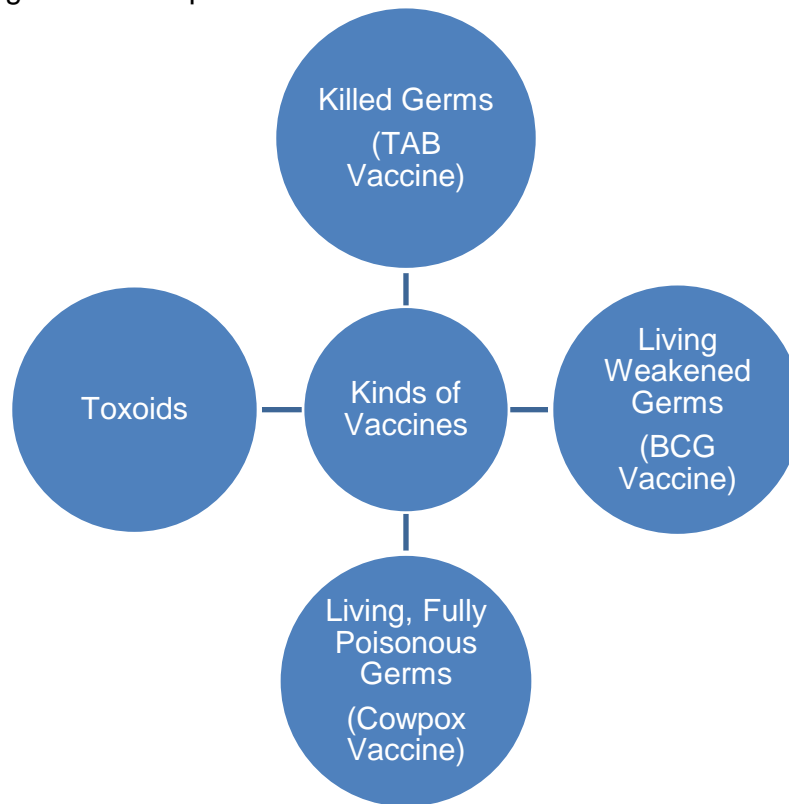 Killed Germs
(TAB
Vaccine)
Toxoids
Kinds of
Vaccines
Living
Weakened
Germs
(BCG
Vaccine)
Living, Fully
Poisonous
Germs
(Cowpox
Vaccine)